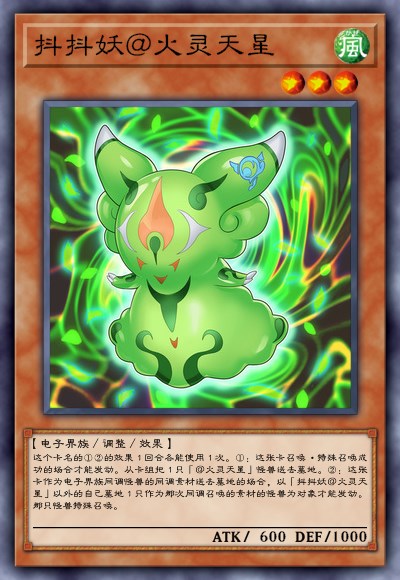 抖抖妖@火灵天星
風
【电子界族/调整/效果】
这个卡名的①②的效果1回合各能使用1次。①：这张卡召唤·特殊召唤成
功的场合才能发动。从卡组把1只「@火灵天星」怪兽送去墓地。②：这张
卡作为电子界族同调怪兽的同调素材送去墓地的场合，以「抖抖妖@火灵天
星」以外的自己墓地1只作为那次同调召唤的素材的怪兽为对象才能发动。
那只怪兽特殊召唤。
ATK/ 600 DEF/1000